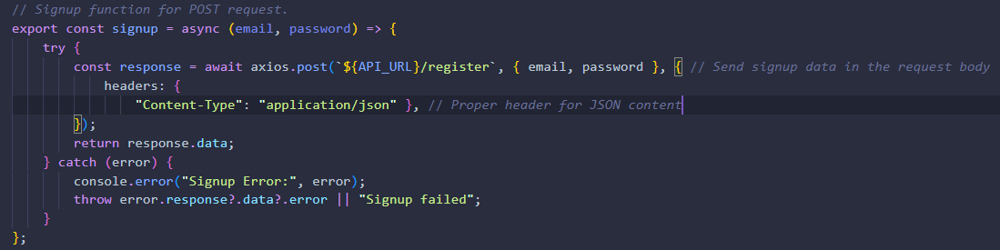 // Signup function for POST request.
export const signup = async (email, password) => {
    try {
        const response = await axios.post(`${API_URL}/register`, { email, password }, { // Send signup data in the request body
            headers: {
                "Content-Type": "application/json" }, // Proper header for JSON content
        });
        return response.data;
    } catch (error) {
        console.error("Signup Error:", error);
        throw error.response?.data?.error || "Signup failed";
    }
};